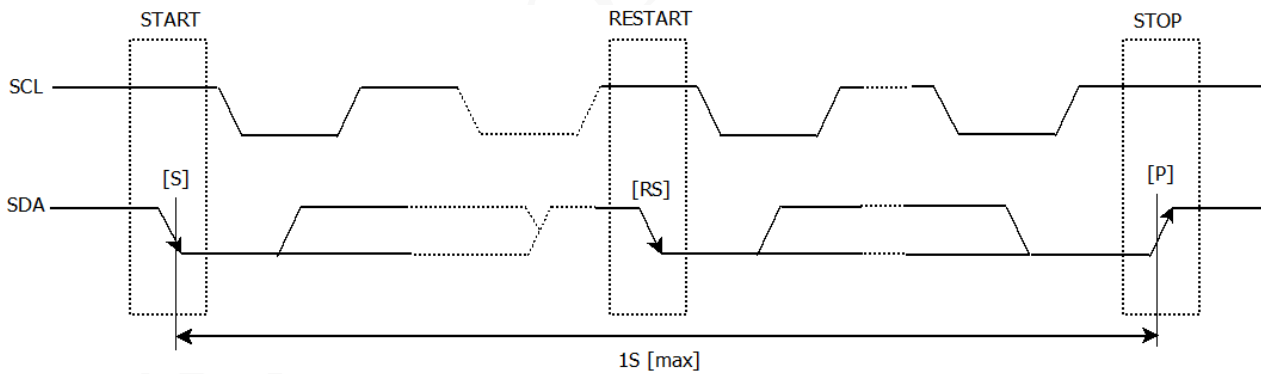 START RESTART STOP
SCL
[S] [RS] [P]
SDA
1S [max]